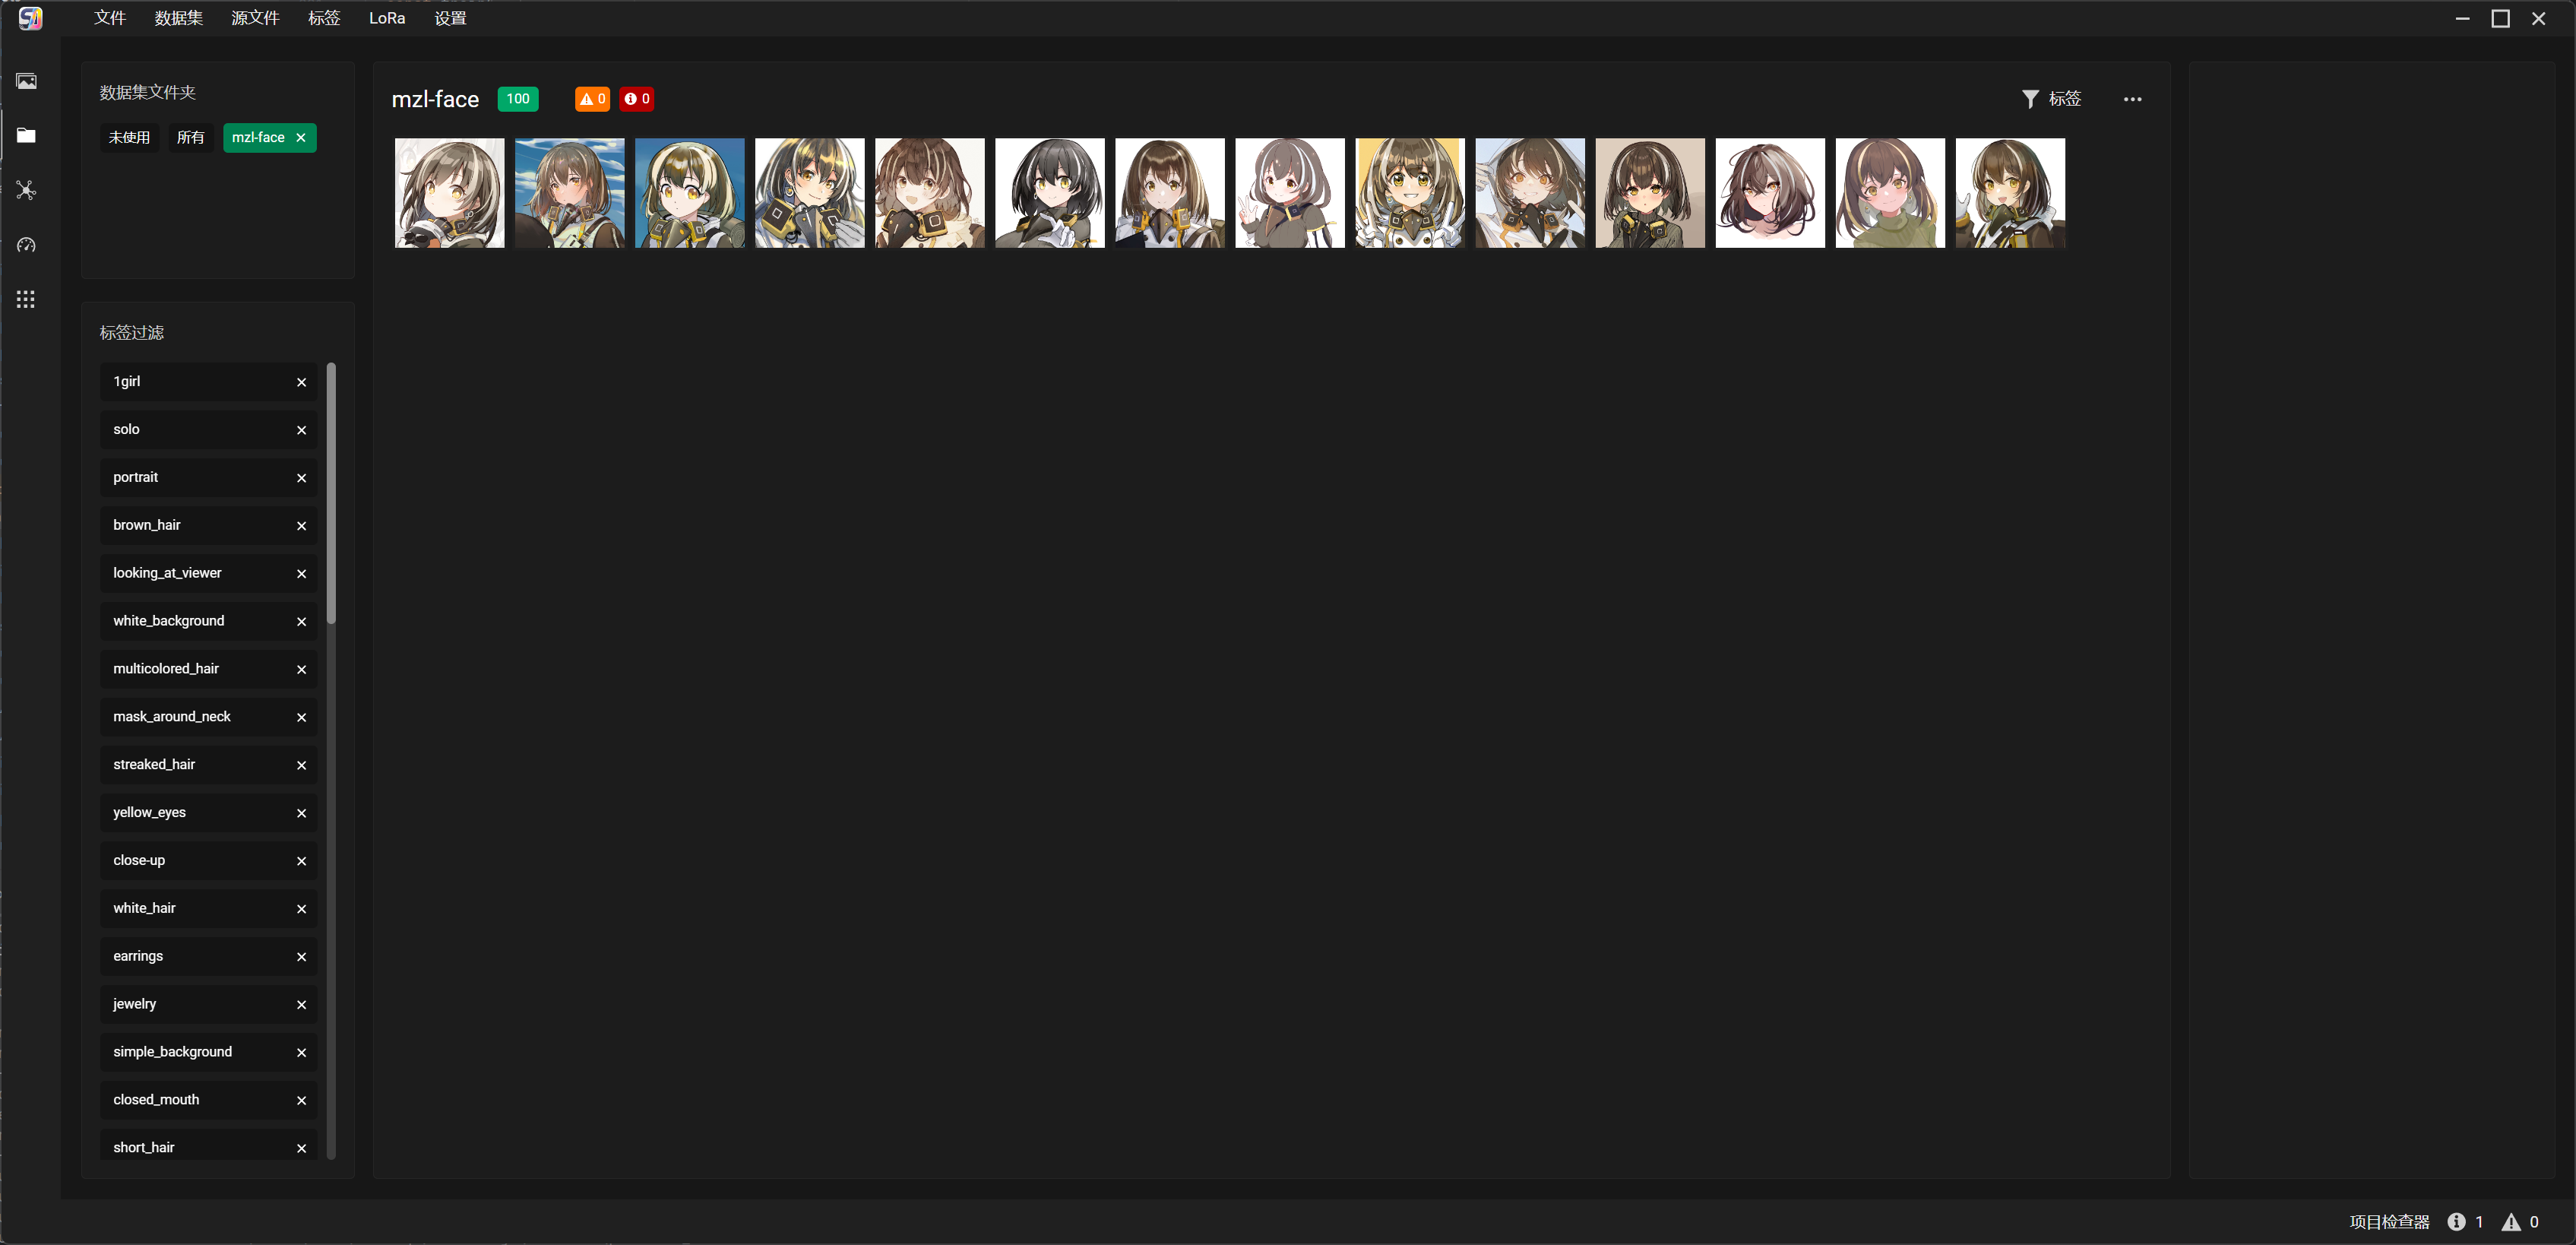 文件 数据集 源文件 标签 LoRa 设置
数据集文件夹
未使用 所有 mzl-face
标签过滤
1girl
solo
portrait
brown_hair
looking_at_viewer
white_background
multicolored_hair
mask_around_neck
streaked_hair
yellow_eyes
close-up
white_hair
earrings
jewelry
simple_background
closed_mouth
short_hair
mzl-face 100 0 0 标签
项目检查器 1 0